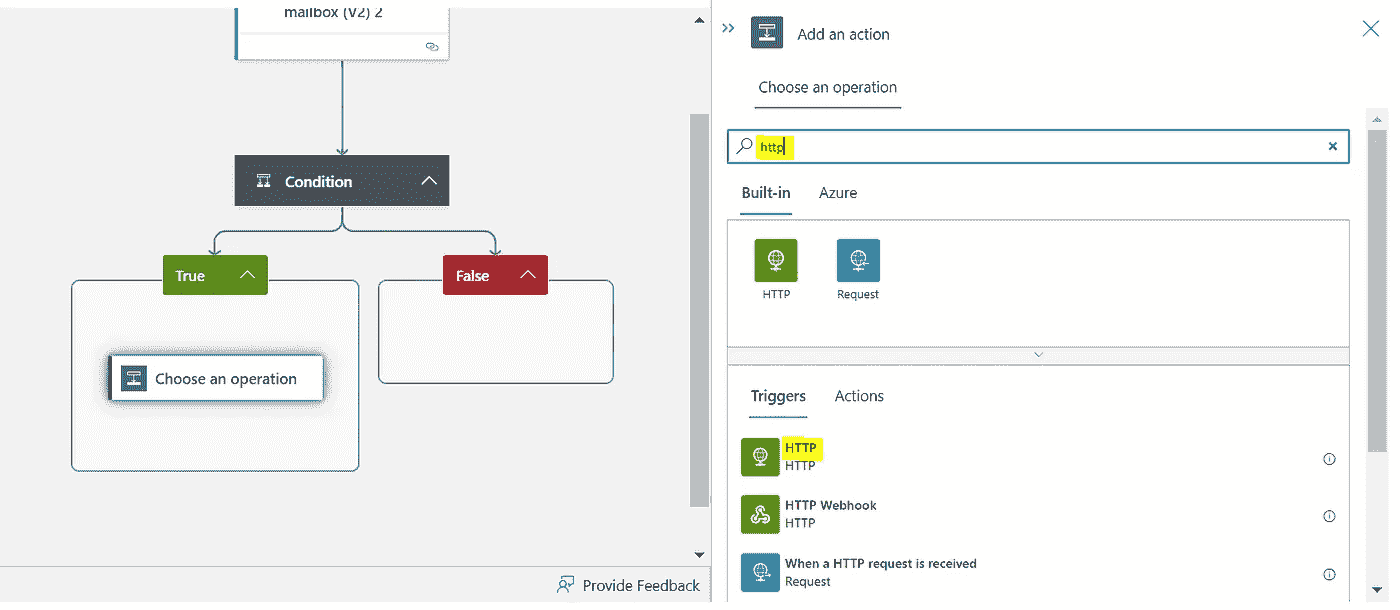 mailbox (V2) 2
Condition
True
False
Choose an operation
Provide Feedback
Add an action
Choose an operation
http
Built-in
Azure
HTTP
Request
Triggers
Actions
HTTP
HTTP
HTTP Webhook
HTTP
When a HTTP request is received
Request